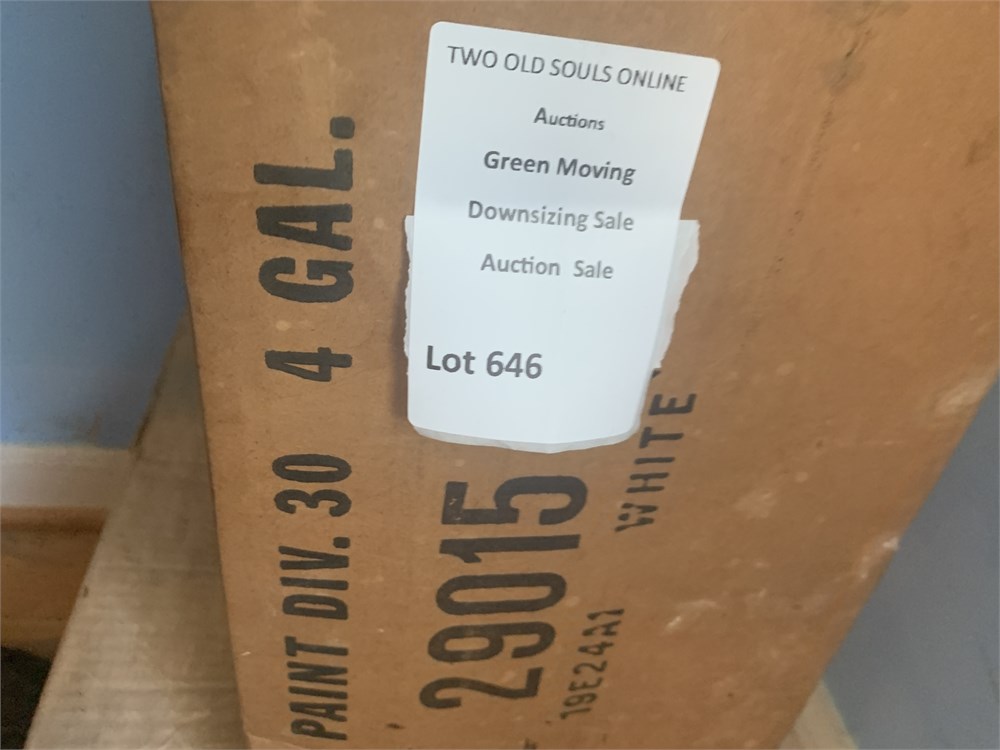 TWO OLD SOULS ONLINE
Auctions
Green Moving
Downsizing Sale
Auction Sale
Lot 646
PAINT DIV. 30 4 GAL.
29015
19E24A1
WHITE